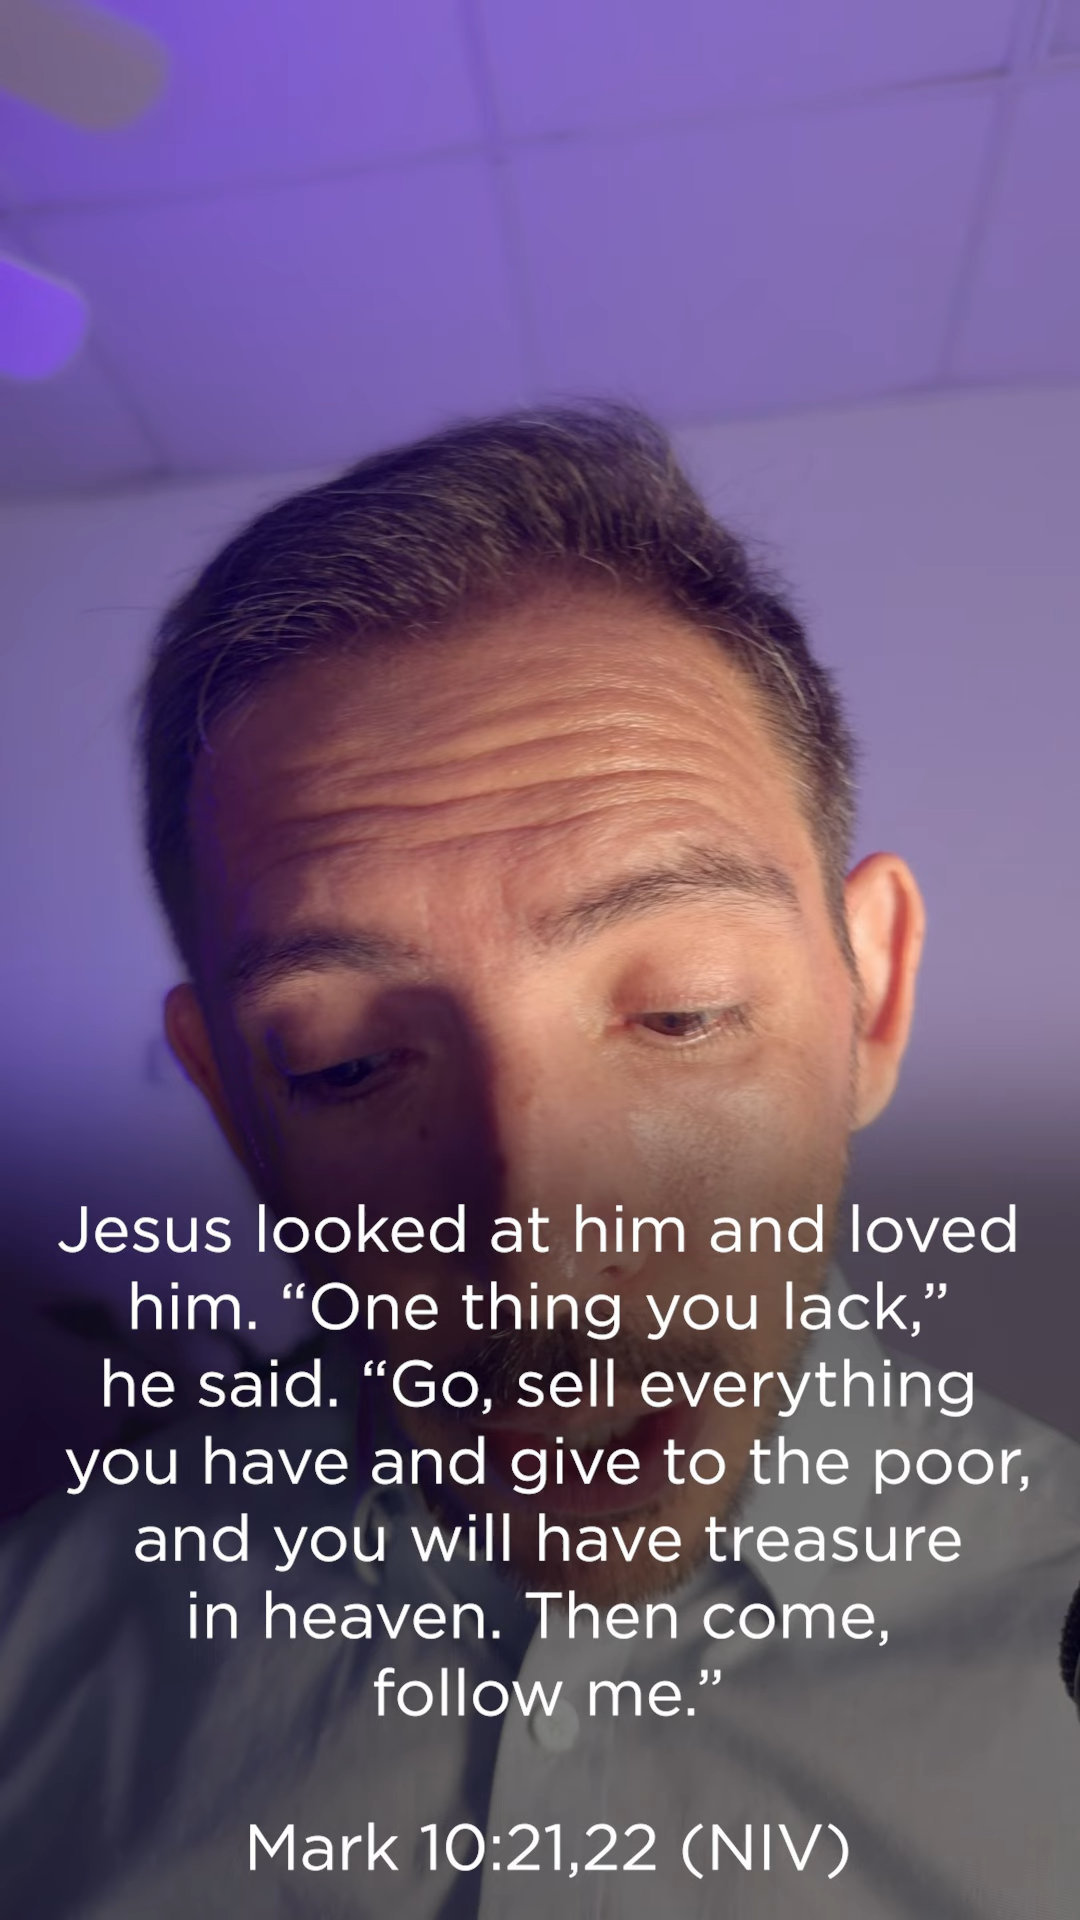 Jesus looked at him and loved
him. “One thing you lack,”
he said. “Go, sell everything
you have and give to the poor,
and you will have treasure
in heaven. Then come,
follow me.”
Mark 10:21,22 (NIV)